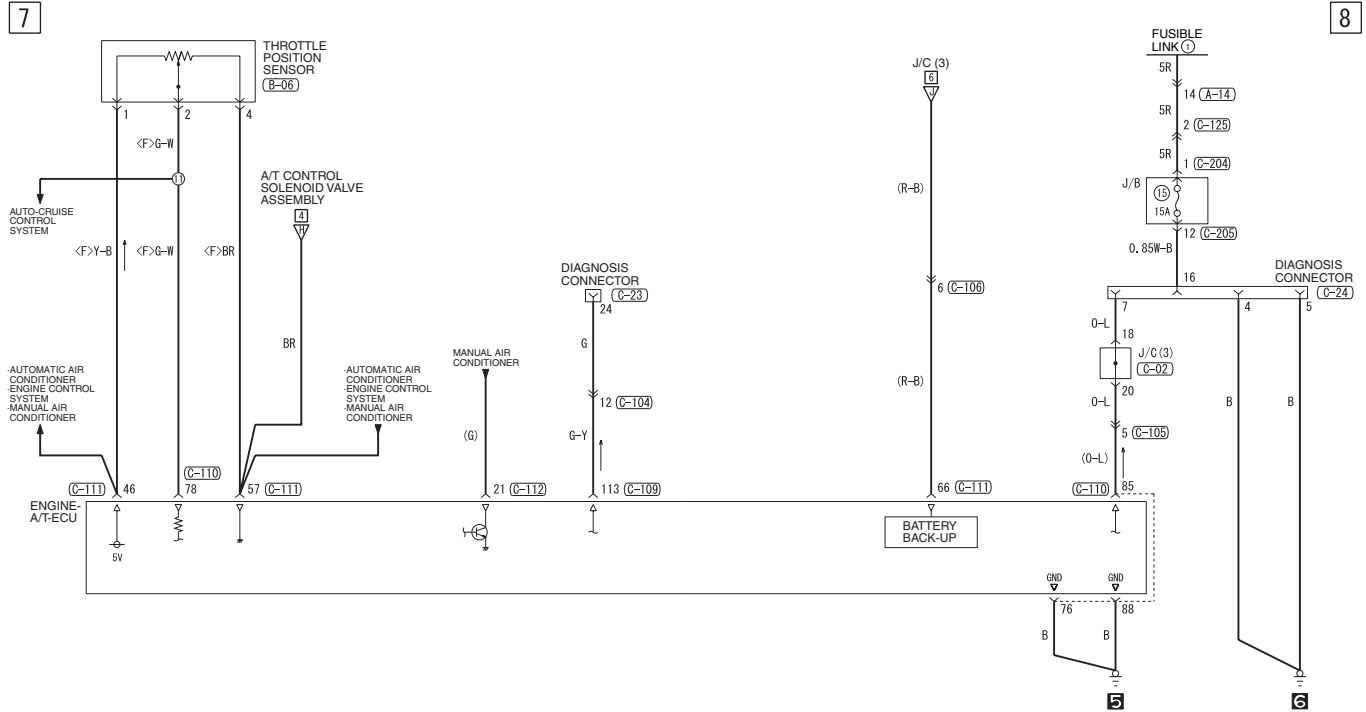 7
8
THROTTLE
POSITION
SENSOR
B-06
1
2
4
<F>G-W
11
AUTO-CRUISE
CONTROL
SYSTEM
<F>Y-B
<F>G-W
<F>BR
A/T CONTROL
SOLENOID VALVE
ASSEMBLY
4
H
BR
·AUTOMATIC AIR
CONDITIONER
·ENGINE CONTROL
SYSTEM
·MANUAL AIR
CONDITIONER
·AUTOMATIC AIR
CONDITIONER
·ENGINE CONTROL
SYSTEM
·MANUAL AIR
CONDITIONER
MANUAL AIR
CONDITIONER
(G)
DIAGNOSIS
CONNECTOR
C-23
24
G
12 C-104
G-Y
J/C (3)
6
J
(R-B)
6 C-106
(R-B)
FUSIBLE
LINK 1
5R
14 A-14
5R
2 C-125
5R
1 C-204
J/B
15
15A
12 C-205
0.85W-B
16
DIAGNOSIS
CONNECTOR
C-24
7
4
5
O-L
18
J/C (3)
C-02
20
O-L
5 C-105
(O-L)
B
B
C-111 46
C-110
78
57 C-111
21 C-112
113 C-109
66 C-111
C-110 85
ENGINE-
A/T-ECU
5V
BATTERY
BACK-UP
GND
GND
76
88
B
B
5
6